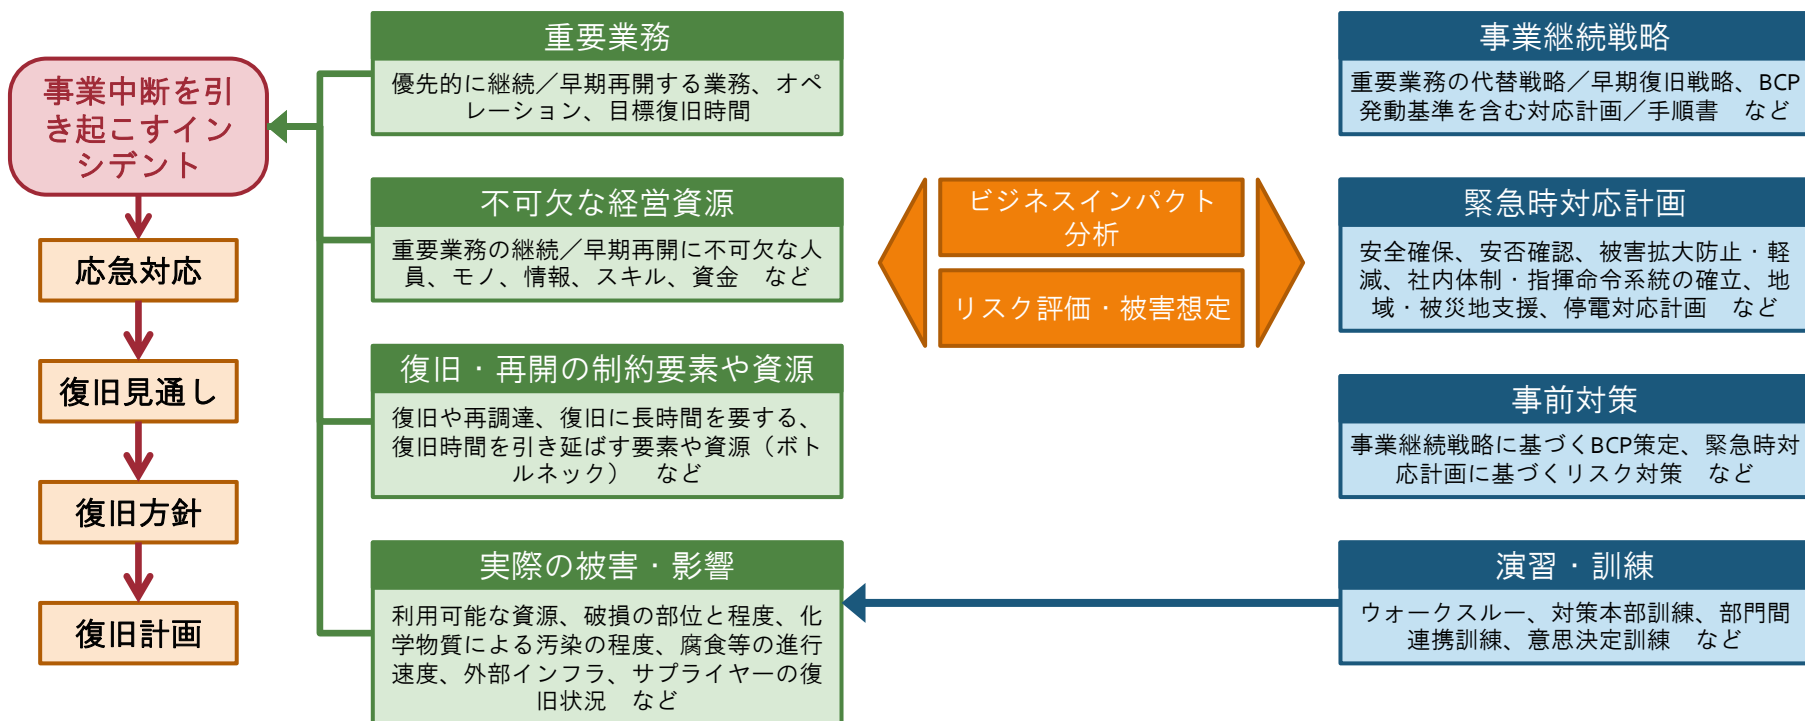 事業中断を引
き起こすイン
シデント
応急対応
復旧見通し
復旧方針
復旧計画
重要業務
優先的に継続／早期再開する業務、オペ
レーション、目標復旧時間
不可欠な経営資源
重要業務の継続／早期再開に不可欠な人
員、モノ、情報、スキル、資金　など
復旧・再開の制約要素や資源
復旧や再調達、復旧に長時間を要する、
復旧時間を引き延ばす要素や資源（ボト
ルネック）　など
実際の被害・影響
利用可能な資源、破損の部位と程度、化
学物質による汚染の程度、腐食等の進行
速度、外部インフラ、サプライヤーの復
旧状況　など
ビジネスインパクト
分析
リスク評価・被害想定
事業継続戦略
重要業務の代替戦略／早期復旧戦略、BCP
発動基準を含む対応計画／手順書　など
緊急時対応計画
安全確保、安否確認、被害拡大防止・軽
減、社内体制・指揮命令系統の確立、地
域・被災地支援、停電対応計画　など
事前対策
事業継続戦略に基づくBCP策定、緊急時対
応計画に基づくリスク対策　など
演習・訓練
ウォークスルー、対策本部訓練、部門間
連携訓練、意思決定訓練　など